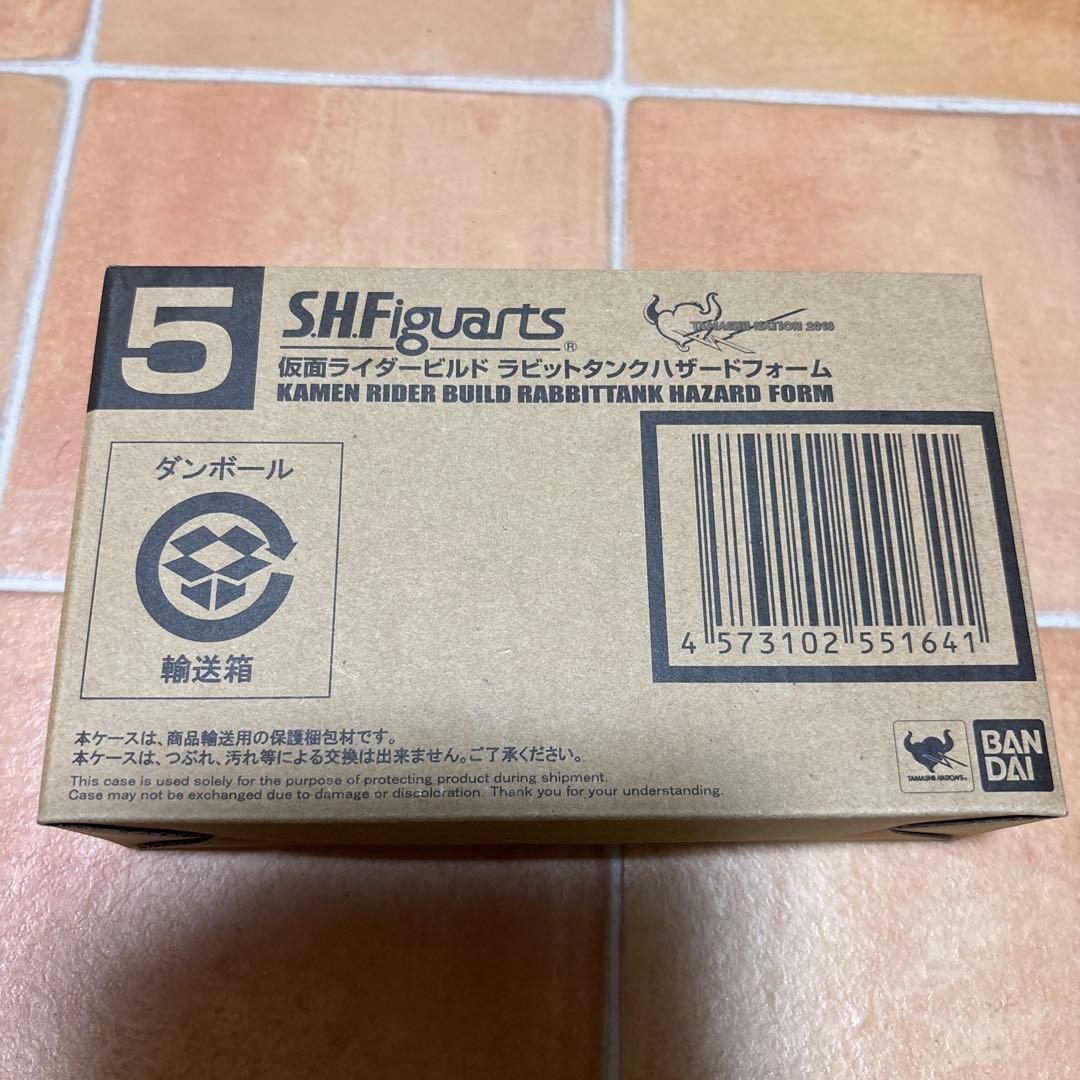 5
S.H.Figuarts®
TAMASHII NATION 2018
仮面ライダービルド ラビットタンクハザードフォーム
KAMEN RIDER BUILD RABBITTANK HAZARD FORM
ダンボール
輸送箱
4 573102 551641
本ケースは、商品輸送用の保護梱包材です。
本ケースは、つぶれ、汚れ等による交換は出来ません。ご了承ください。
This case is used solely for the purpose of protecting product during shipment.
Case may not be exchanged due to damage or discoloration. Thank you for your understanding.
TAMASHII NATIONS®
BAN
DAI